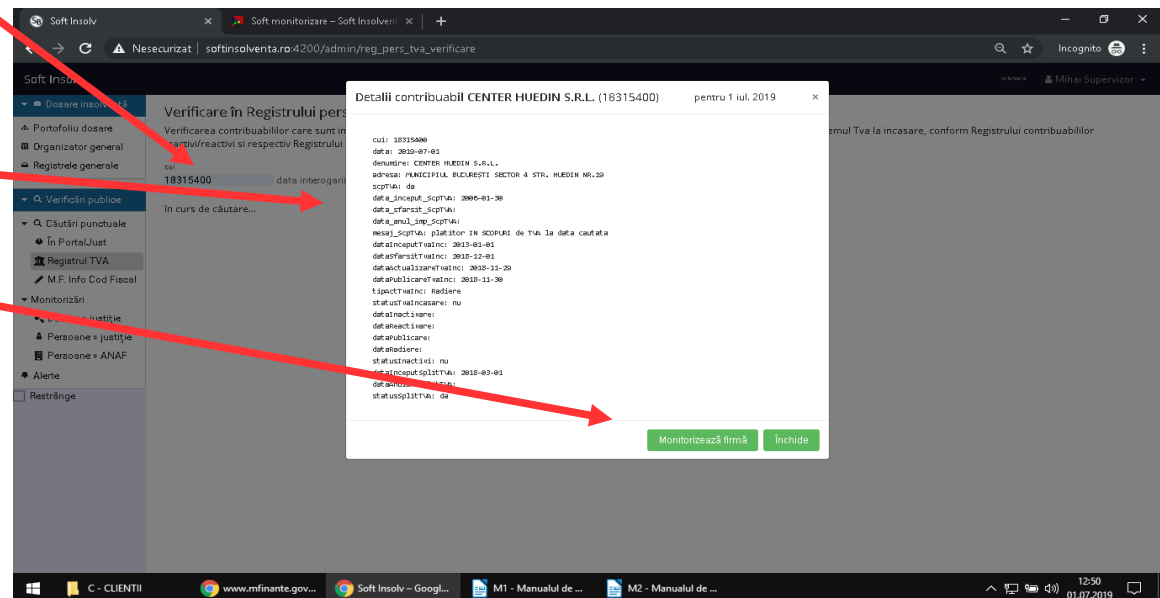 Soft Insolv
Soft monitorizare – Soft Insolvent
Nesecurizat | softinsolventa.ro:4200/admin/reg_pers_tva_verificare
Incognito
Soft Inso
Mihai Supervizor
Dosare insolvență
Portofoliu dosare
Organizator general
Registrele generale
Verificări publice
Căutări punctuale
În PortalJust
Registrul TVA
M.F. Info Cod Fiscal
Monitorizări
justiție
Persoane » justiție
Persoane » ANAF
Alerte
Restrânge
Verificare în Registrului pers
Verificarea contribuabililor care sunt în
emul Tva la incasare, conform Registrului contribuabililor
inactivi/reactivi si respectiv Registrului
cui
18315400
data interogarii
în curs de căutare...
Detalii contribuabil CENTER HUEDIN S.R.L. (18315400) pentru 1 iul. 2019 ×
cui: 18315400
data: 2019-07-01
denumire: CENTER HUEDIN S.R.L.
adresa: MUNICIPIUL BUCUREȘTI SECTOR 4 STR. HUEDIN NR.19
scpTVA: da
data_inceput_ScpTVA: 2006-01-30
data_sfarsit_ScpTVA:
data_anul_imp_ScpTVA:
mesaj_ScpTVA: platitor IN SCOPURI de TVA la data cautata
dataInceputTvaInc: 2013-01-01
dataSfarsitTvaInc: 2018-12-01
dataActualizareTvaInc: 2018-11-29
dataPublicareTvaInc: 2018-11-30
tipActTvaInc: Radiere
statusTvaIncasare: nu
dataInactivare:
dataReactivare:
dataPublicare:
dataRadiere:
statusInactivi: nu
dataInceputSplitTVA: 2018-03-01
statusSplitTVA: da
Monitorizează firmă
Închide
C - CLIENTII
www.mfinante.gov...
Soft Insolv – Googl...
M1 - Manualul de ...
M2 - Manualul de ...
12:50
01.07.2019